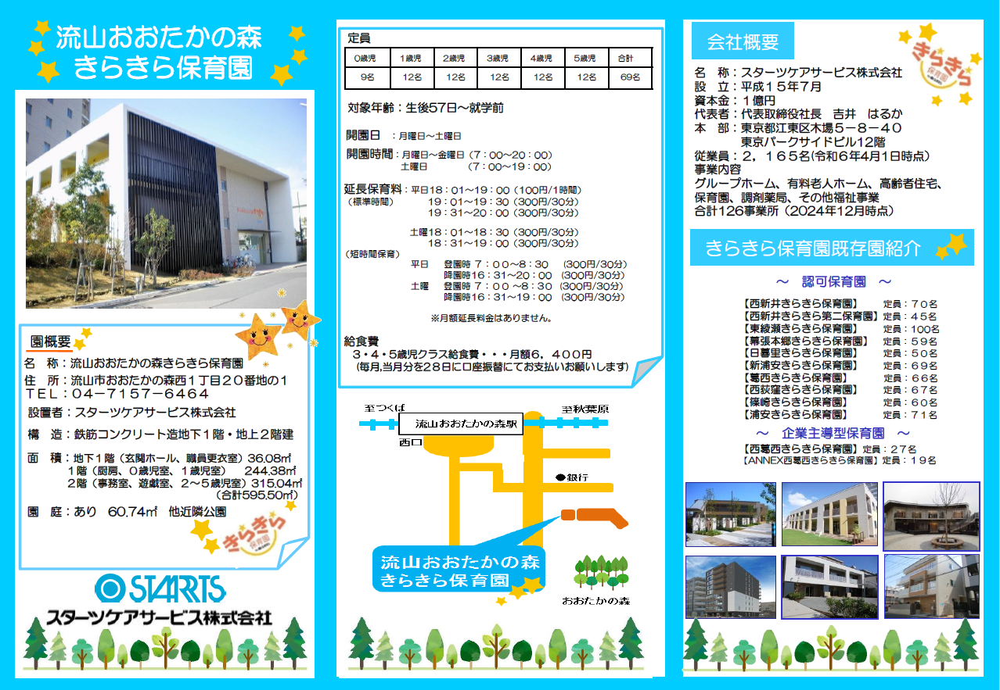 流山おおたかの森
きらきら保育園
園概要
名　称：流山おおたかの森きらきら保育園
住　所：流山市おおたかの森西１丁目２０番地の１
ＴＥＬ：０４－７１５７－６４６４
設置者：スターツケアサービス株式会社
構　造：鉄筋コンクリート造地下１階・地上２階建
面　積：地下１階（玄関ホール、職員更衣室）36.08㎡
１階（厨房、０歳児室、１歳児室）　244.38㎡
２階（事務室、遊戯室、２～５歳児室）315.04㎡
（合計595.50㎡）
園　庭：あり　60.74㎡　他近隣公園
きらきら
保育園
STARTS
スターツケアサービス株式会社
定員
0歳児 1歳児 2歳児 3歳児 4歳児 5歳児 合計
9名 12名 12名 12名 12名 12名 69名
対象年齢：生後57日～就学前
開園日　：月曜日～土曜日
開園時間：月曜日～金曜日（７：００～２０：００）
土曜日　（７：００～１９：００）
延長保育料：平日18：01～19：00（100円/1時間）
（標準時間）　19：01～19：30（300円/30分）
19：31～20：00（300円/30分）
土曜18：01～18：30（300円/30分）
18：31～19：00（300円/30分）
（短時間保育）
平日　登園時 ７：００～8：30　（300円/30分）
降園時16：31～20：00　（300円/30分）
土曜　登園時 ７：００～8：30（300円/30分）
降園時16：31～19：00　（300円/30分）
※月額延長料金はありません。
給食費
３・４・５歳児クラス給食費・・・月額６，４００円
（毎月,当月分を２８日に口座振替にてお支払いお願いします）
至つくば
至秋葉原
流山おおたかの森駅
西口
●銀行
流山おおたかの森
きらきら保育園
おおたかの森
会社概要
きらきら
保育園
名　称：スターツケアサービス株式会社
設　立：平成１５年７月
資本金：１億円
代表者：代表取締役社長　吉井　はるか
本　部：東京都江東区木場５－８－４０
東京パークサイドビル12階
従業員：２，１６５名(令和６年4月1日時点）
事業内容
グループホーム、有料老人ホーム、高齢者住宅、
保育園、調剤薬局、その他福祉事業
合計126事業所（2024年12月時点）
きらきら保育園既存園紹介
～　認可保育園　～
【西新井きらきら保育園】　定員：７０名
【西新井きらきら第二保育園】定員：４５名
【東綾瀬きらきら保育園】　定員：100名
【幕張本郷きらきら保育園】　定員：５９名
【日暮里きらきら保育園】　定員：５０名
【新浦安きらきら保育園】　定員：６９名
【葛西きらきら保育園】　定員：６６名
【西荻窪きらきら保育園】　定員：６７名
【篠崎きらきら保育園】　定員：６０名
【浦安きらきら保育園】　定員：７１名
～　企業主導型保育園　～
【西葛西きらきら保育園】定員：２７名
【ANNEX西葛西きらきら保育園】定員：１９名